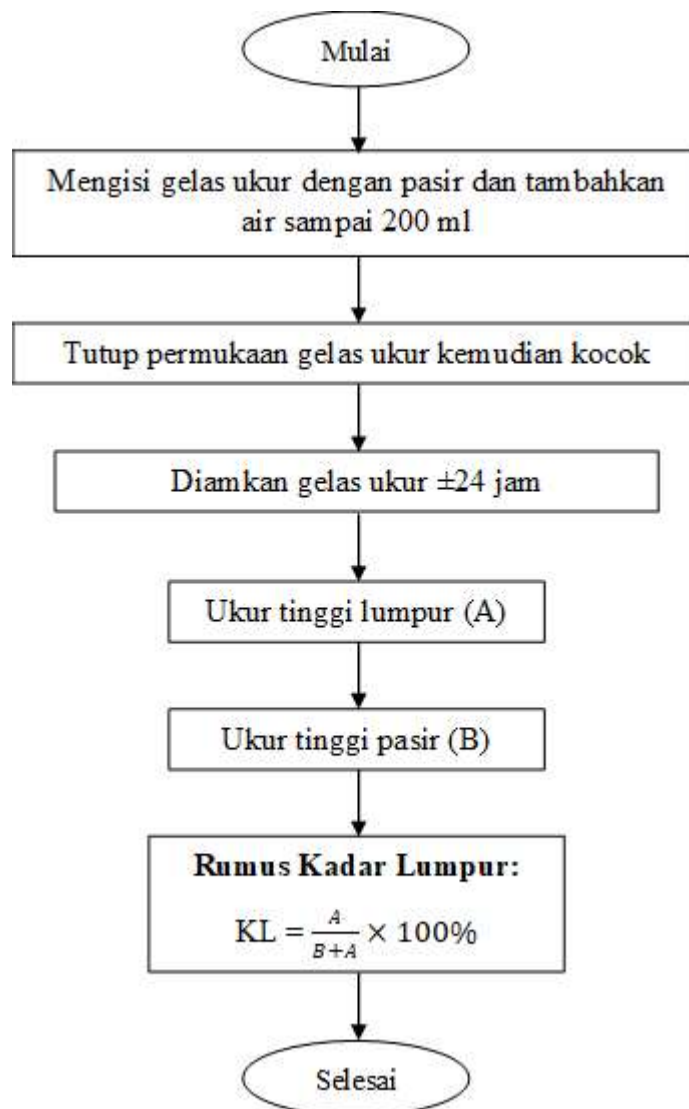 Mulai
Mengisi gelas ukur dengan pasir dan tambahkan
air sampai 200 ml
Tutup permukaan gelas ukur kemudian kocok
Diamkan gelas ukur ±24 jam
Ukur tinggi lumpur (A)
Ukur tinggi pasir (B)
Rumus Kadar Lumpur:
KL = A/(B+A) × 100%
Selesai